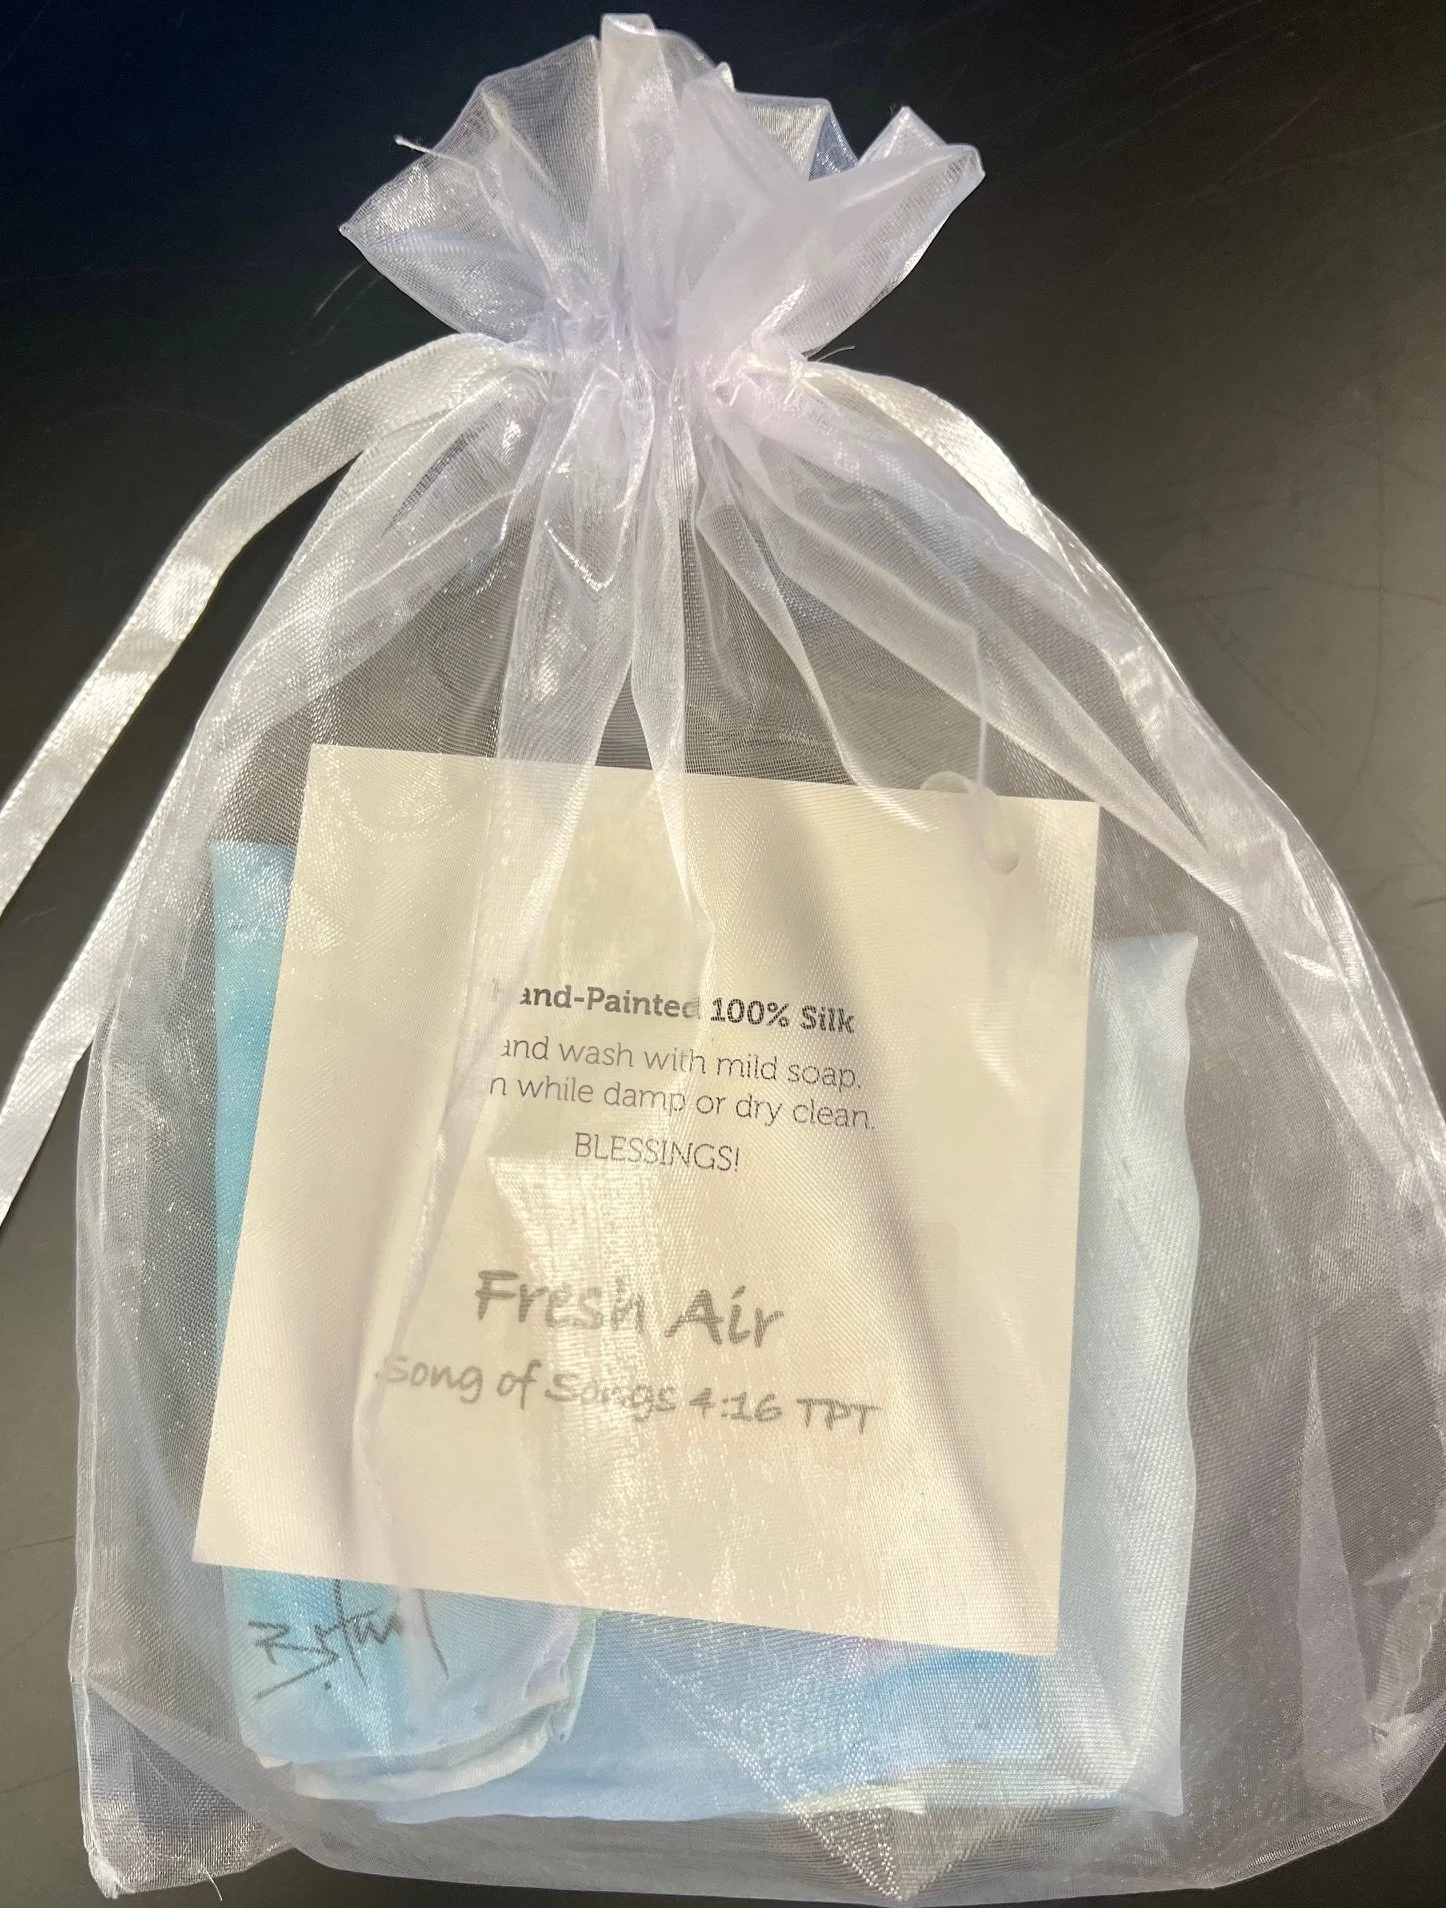 Hand-Painted 100% Silk
and wash with mild soap.
n while damp or dry clean.
BLESSINGS!
Fresh Air
Song of Songs 4:16 TPT